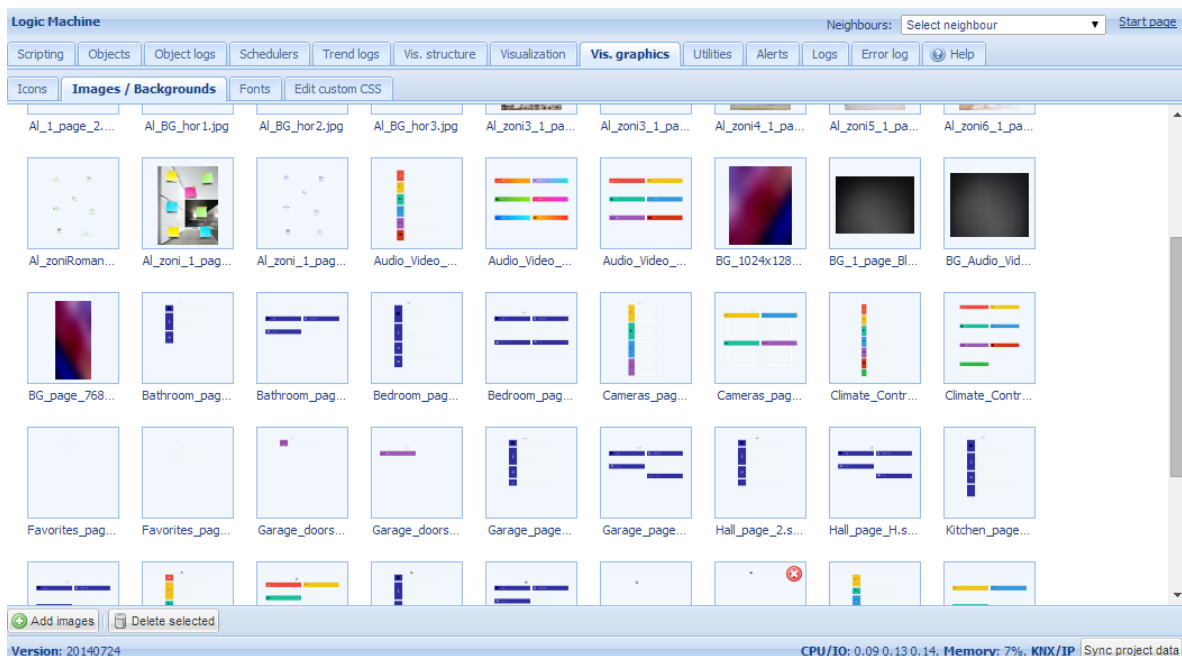 Logic Machine
Neighbours: Select neighbour Start page
Scripting Objects Object logs Schedulers Trend logs Vis. structure Visualization Vis. graphics Utilities Alerts Logs Error log Help
Icons Images / Backgrounds Fonts Edit custom CSS
Al_1_page_2.... Al_BG_hor1.jpg Al_BG_hor2.jpg Al_BG_hor3.jpg Al_zoni3_1_pa... Al_zoni3_1_pa... Al_zoni4_1_pa... Al_zoni5_1_pa... Al_zoni6_1_pa...
Al_zoniRoman... Al_zoni_1_pag... Al_zoni_1_pag... Audio_Video_... Audio_Video_... Audio_Video_... BG_1024x128... BG_1_page_Bl... BG_Audio_Vid...
BG_page_768... Bathroom_pag... Bathroom_pag... Bedroom_pag... Bedroom_pag... Cameras_pag... Cameras_pag... Climate_Contr... Climate_Contr...
Favorites_pag... Favorites_pag... Garage_doors... Garage_doors... Garage_page... Garage_page... Hall_page_2.s... Hall_page_H.s... Kitchen_page...
Add images Delete selected
Version: 20140724 CPU/IO: 0.09 0.13 0.14, Memory: 7%, KNX/IP Sync project data